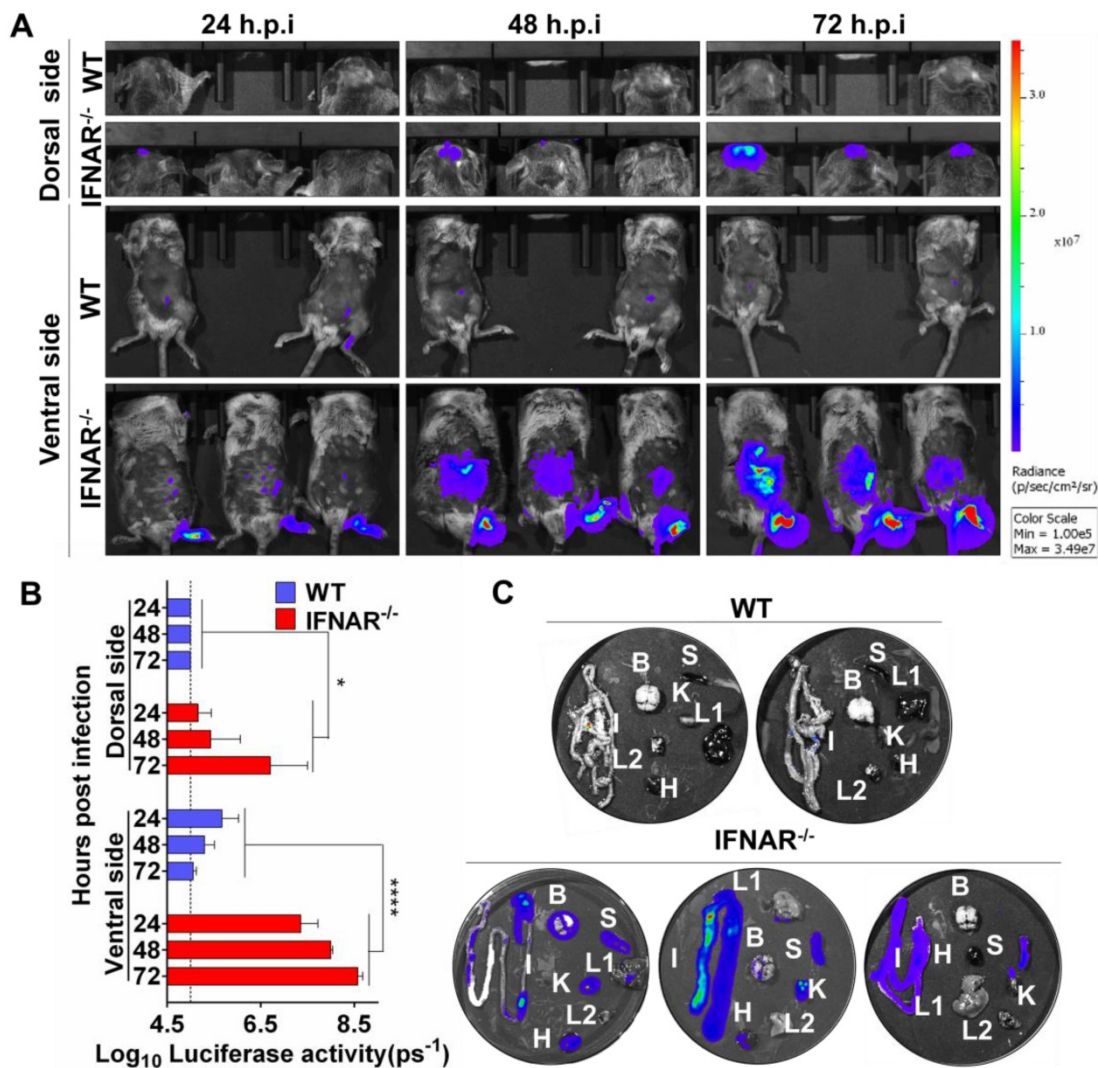 A
24 h.p.i
48 h.p.i
72 h.p.i
Dorsal side
WT
IFNAR-/-
Ventral side
WT
IFNAR-/-
3.0
2.0
x10⁷
1.0
Radiance
(p/sec/cm²/sr)
Color Scale
Min = 1.00e5
Max = 3.49e7
B
WT
IFNAR-/-
Hours post infection
Dorsal side
24
48
72
24
48
72
*
Ventral side
24
48
72
24
48
72
****
4.5 6.5 8.5
Log₁₀ Luciferase activity(ps⁻¹)
C
WT
B S
K
I L1
L2
H
S
B L1
I K
H
L2
IFNAR-/-
B
S
I
L1
K
L2
H
L1
B S
I
K
H
L2
B
S
I H
K
L1
L2